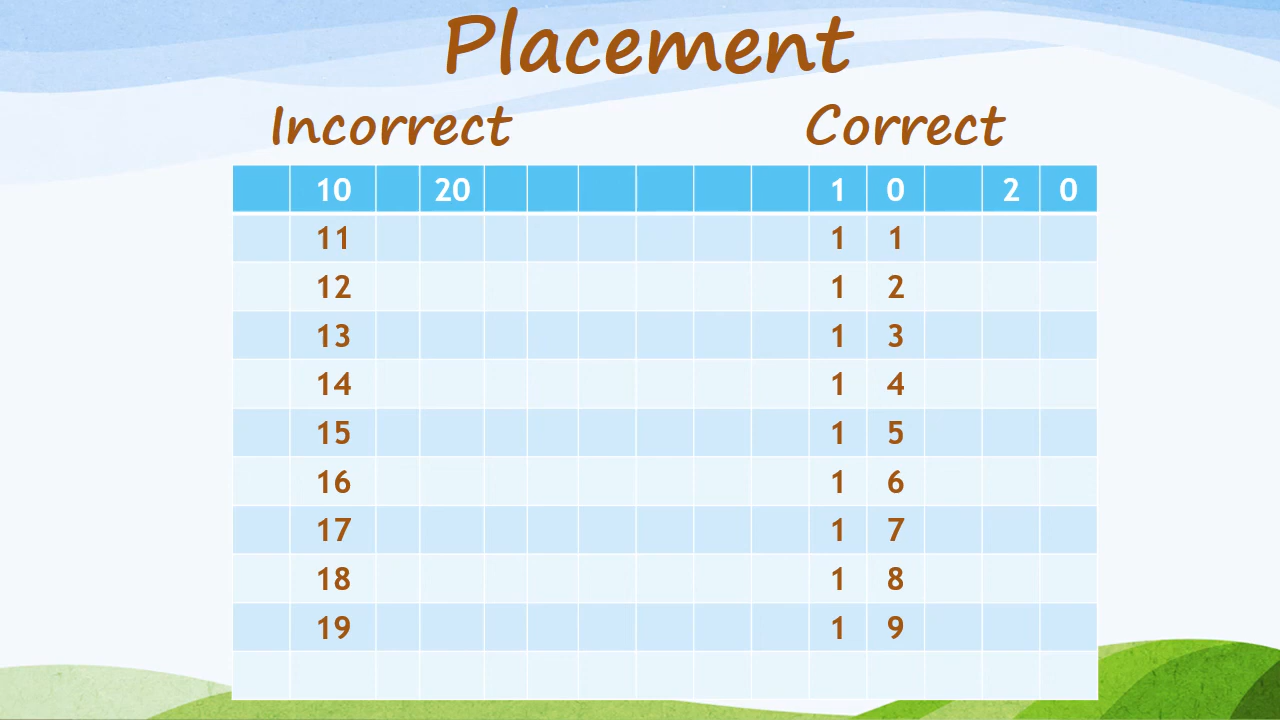 Placement
Incorrect Correct
10 20 1 0 2 0
11 1 1
12 1 2
13 1 3
14 1 4
15 1 5
16 1 6
17 1 7
18 1 8
19 1 9